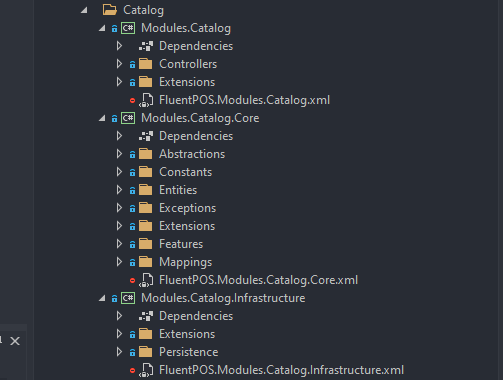 Catalog
C# Modules.Catalog
Dependencies
Controllers
Extensions
FluentPOS.Modules.Catalog.xml
C# Modules.Catalog.Core
Dependencies
Abstractions
Constants
Entities
Exceptions
Extensions
Features
Mappings
FluentPOS.Modules.Catalog.Core.xml
C# Modules.Catalog.Infrastructure
Dependencies
Extensions
Persistence
FluentPOS.Modules.Catalog.Infrastructure.xml